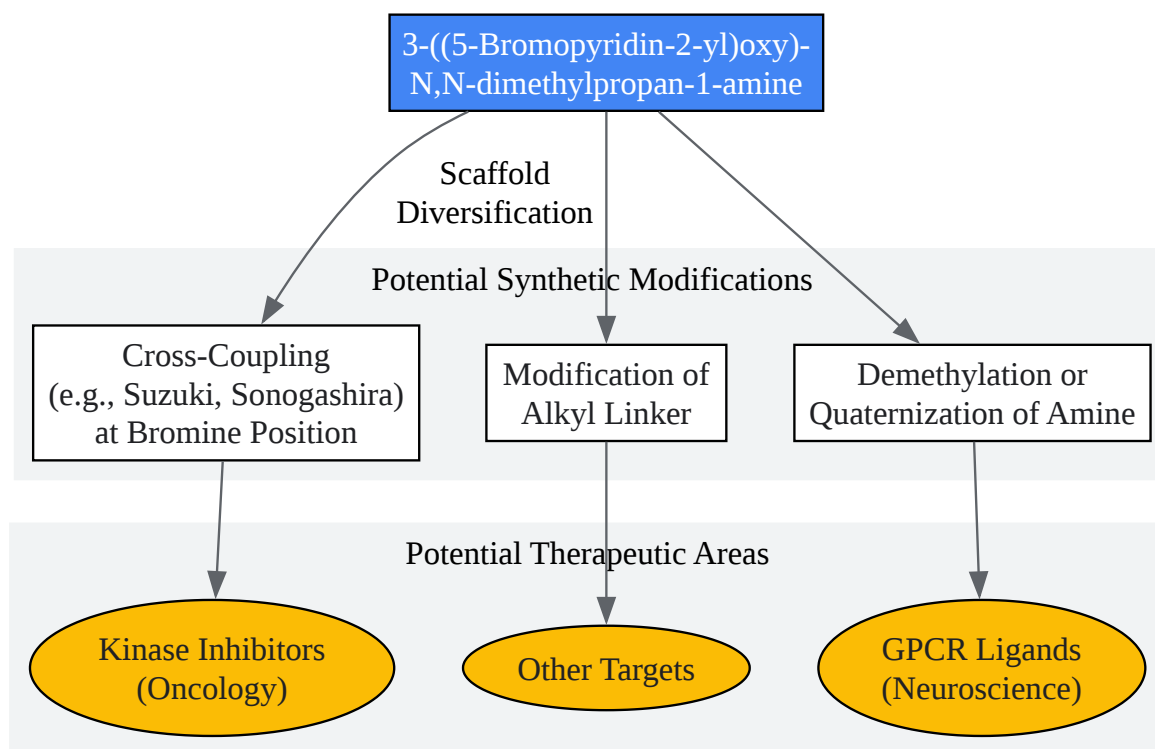 3-((5-Bromopyridin-2-yl)oxy)-
N,N-dimethylpropan-1-amine
Scaffold
Diversification
Potential Synthetic Modifications
Cross-Coupling
(e.g., Suzuki, Sonogashira)
at Bromine Position
Modification of
Alkyl Linker
Demethylation or
Quaternization of Amine
Potential Therapeutic Areas
Kinase Inhibitors
(Oncology)
Other Targets
GPCR Ligands
(Neuroscience)